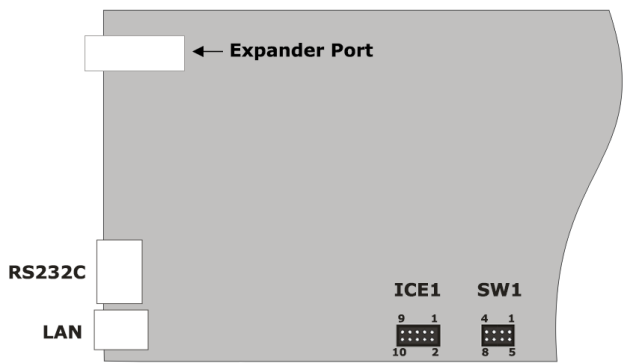 Expander Port
RS232C
ICE1 SW1
LAN
9 1 4 1
10 2 8 5